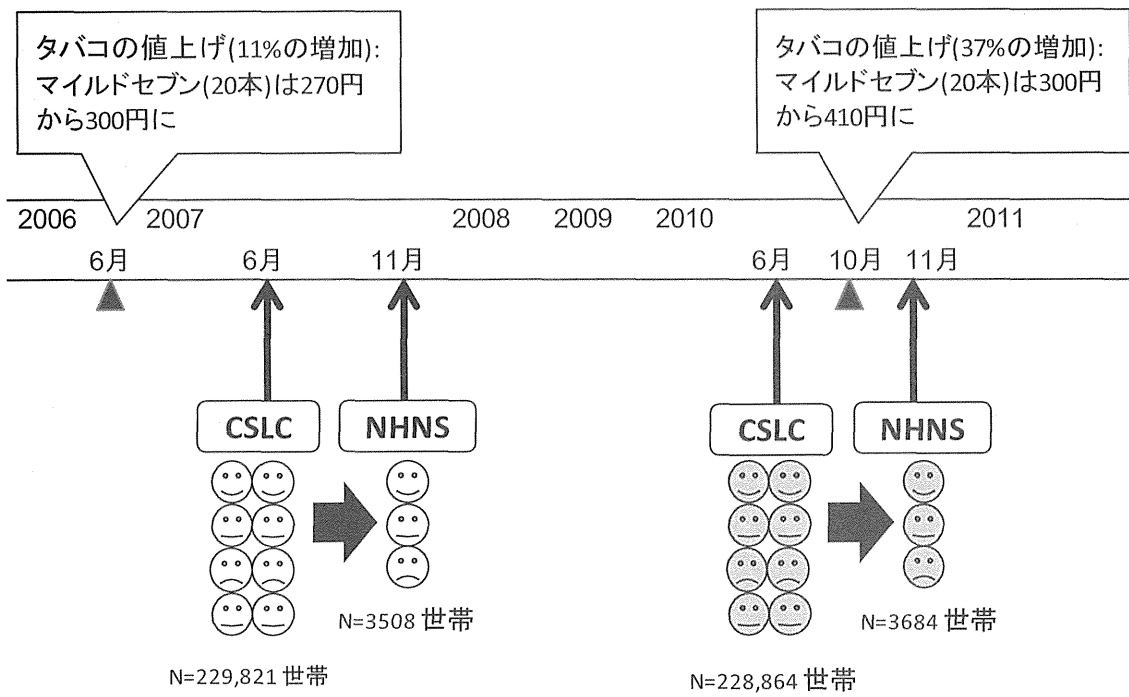 タバコの値上げ(11%の増加):
マイルドセブン(20本)は270円
から300円に
タバコの値上げ(37%の増加):
マイルドセブン(20本)は300円
から410円に
2006 2007 2008 2009 2010 2011
6月 6月 11月 6月 10月 11月
CSLC NHNS CSLC NHNS
N=3508 世帯 N=3684 世帯
N=229,821 世帯 N=228,864 世帯